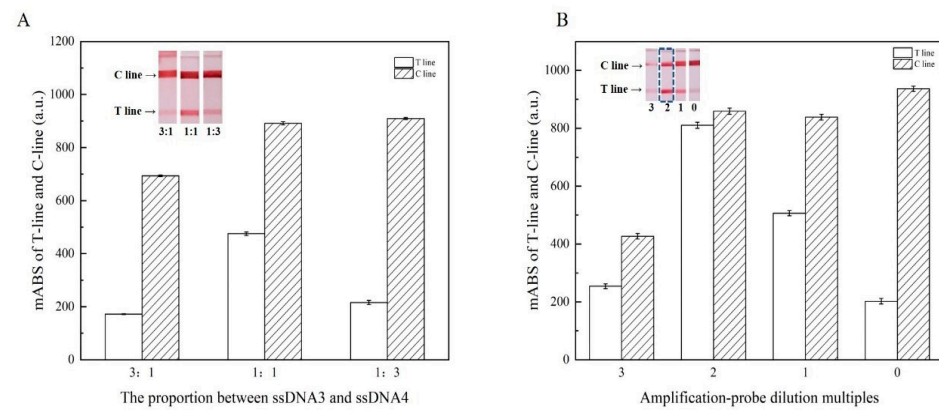 A
1200
1000
800
600
400
200
0
mABS of T-line and C-line (a.u.)
T line
C line
C line →
T line →
3:1 1:1 1:3
3: 1 1: 1 1: 3
The proportion between ssDNA3 and ssDNA4
B
1000
800
600
400
200
0
mABS of T-line and C-line (a.u.)
T line
C line
C line →
T line →
3 2 1 0
3 2 1 0
Amplification-probe dilution multiples